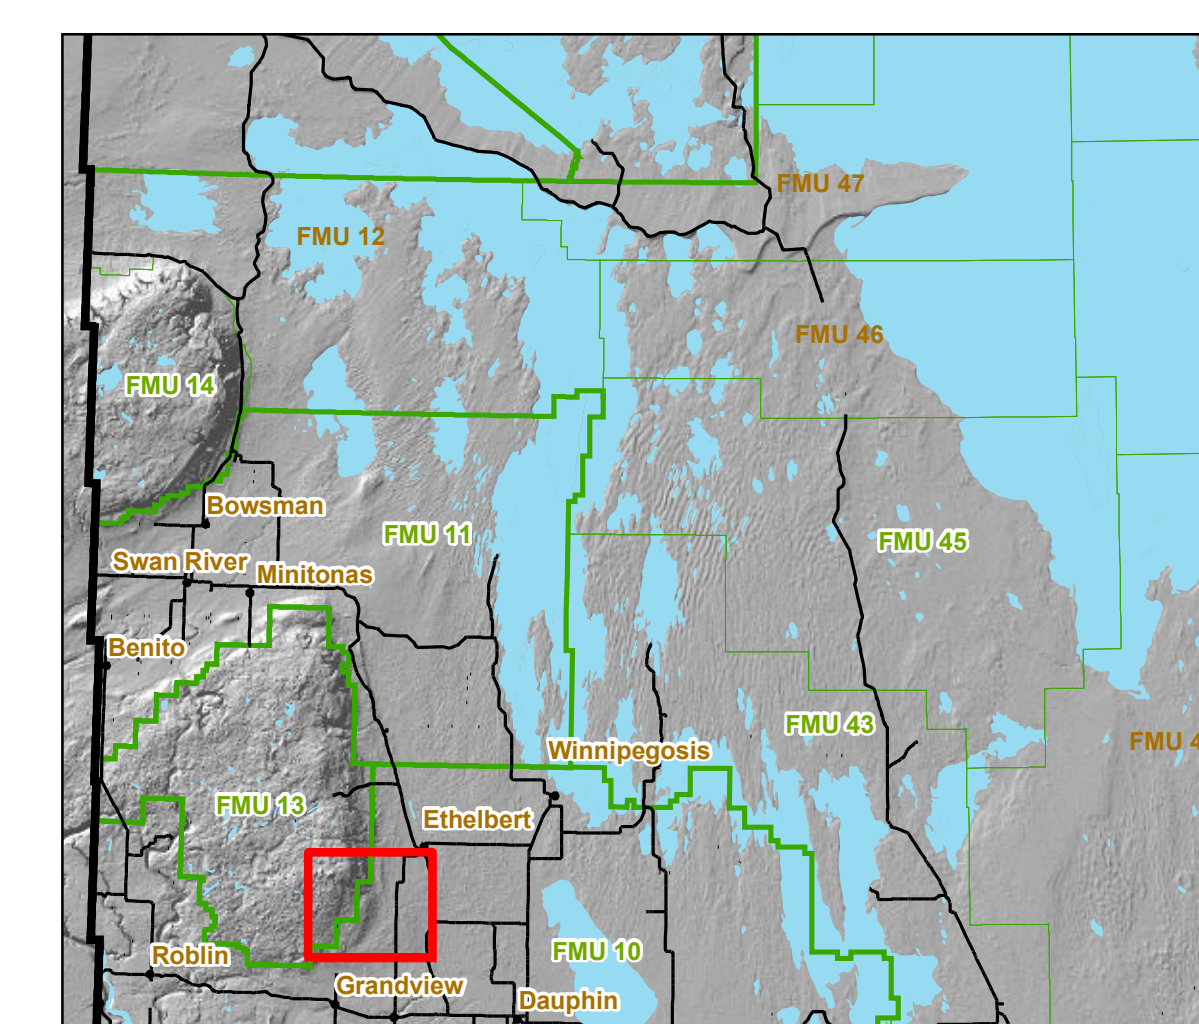 FMU 47
FMU 12
FMU 46
FMU 14
Bowsman
FMU 11
FMU 45
Swan River
Minitonas
Benito
FMU 43
FMU 4
Winnipegosis
FMU 13
Ethelbert
FMU 10
Roblin
Grandview
Dauphin